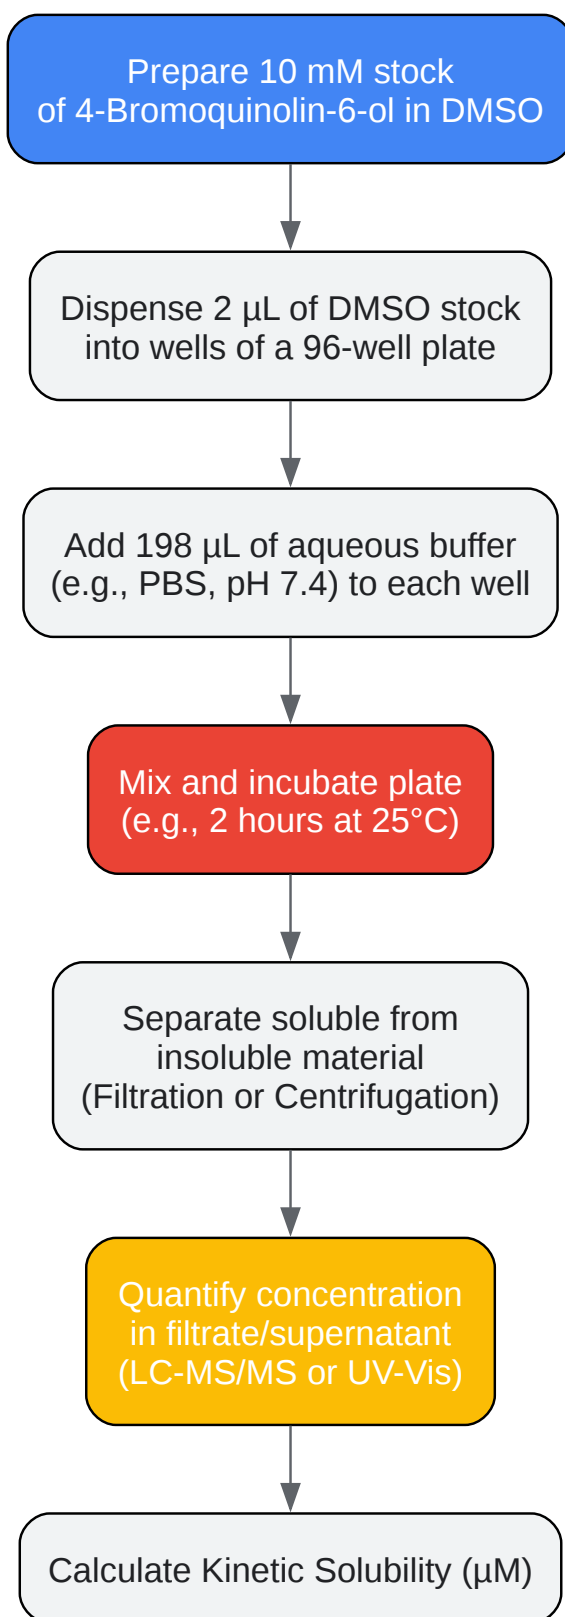 Prepare 10 mM stock
of 4-Bromoquinolin-6-ol in DMSO
Dispense 2 µL of DMSO stock
into wells of a 96-well plate
Add 198 µL of aqueous buffer
(e.g., PBS, pH 7.4) to each well
Mix and incubate plate
(e.g., 2 hours at 25°C)
Separate soluble from
insoluble material
(Filtration or Centrifugation)
Quantify concentration
in filtrate/supernatant
(LC-MS/MS or UV-Vis)
Calculate Kinetic Solubility (µM)